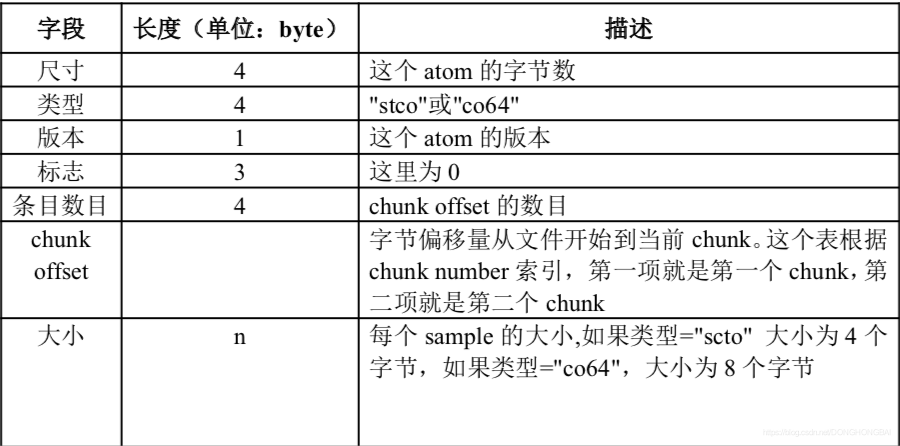 字段 长度（单位：byte） 描述
尺寸 4 这个 atom 的字节数
类型 4 "stco"或"co64"
版本 1 这个 atom 的版本
标志 3 这里为 0
条目数目 4 chunk offset 的数目
chunk 字节偏移量从文件开始到当前 chunk。这个表根据
offset chunk number 索引，第一项就是第一个 chunk，第
二项就是第二个 chunk
大小 n 每个 sample 的大小,如果类型="scto" 大小为 4 个
字节，如果类型="co64"，大小为 8 个字节